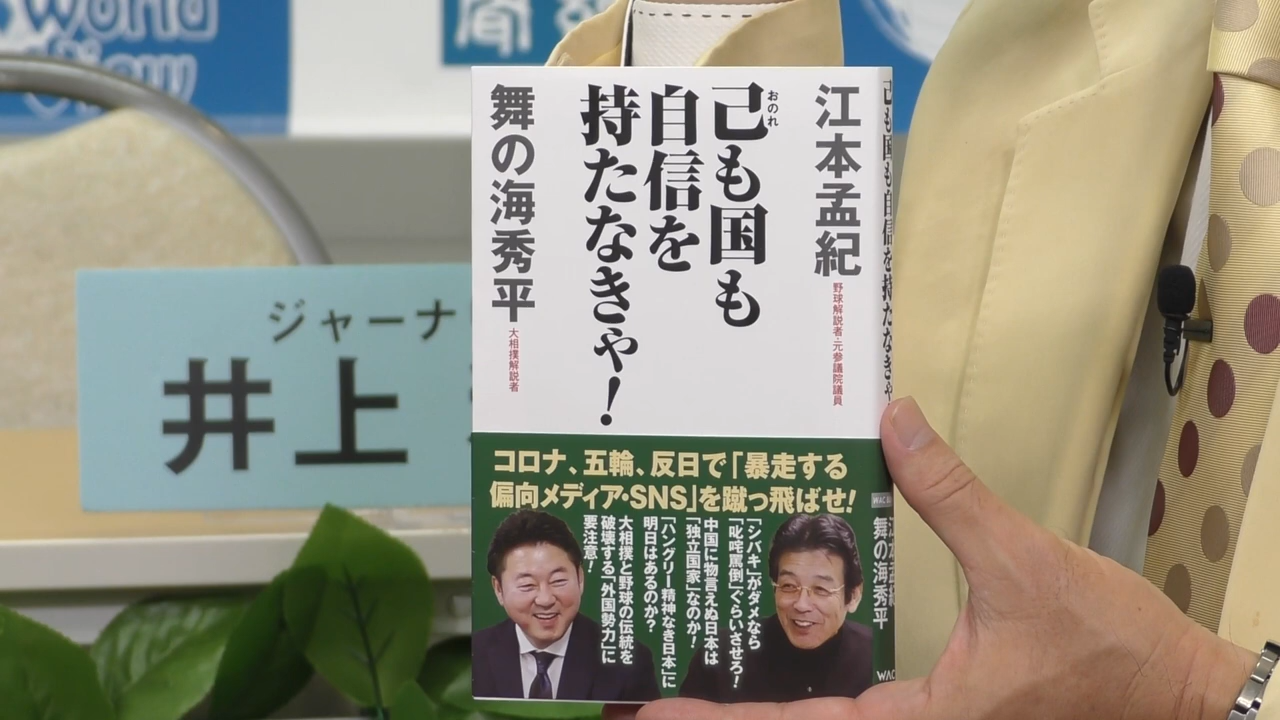 World
View
聞
ジャーナ
井上
江本孟紀
野球解説者・元参議院議員
おのれ
己も国も
自信を
持たなきゃ！
舞の海秀平
大相撲解説者
コロナ、五輪、反日で「暴走する
偏向メディア・SNS」を蹴っ飛ばせ！
「シバキ」がダメなら
「叱咤罵倒」ぐらいさせろ！
中国に物言えぬ日本は
「独立国家」なのか！
「ハングリー精神なき日本」に
明日はあるのか？
大相撲と野球の伝統を
破壊する「外国勢力」に
要注意！
己も国も自信を持たなきゃ
江本孟紀
舞の海秀平
WAC